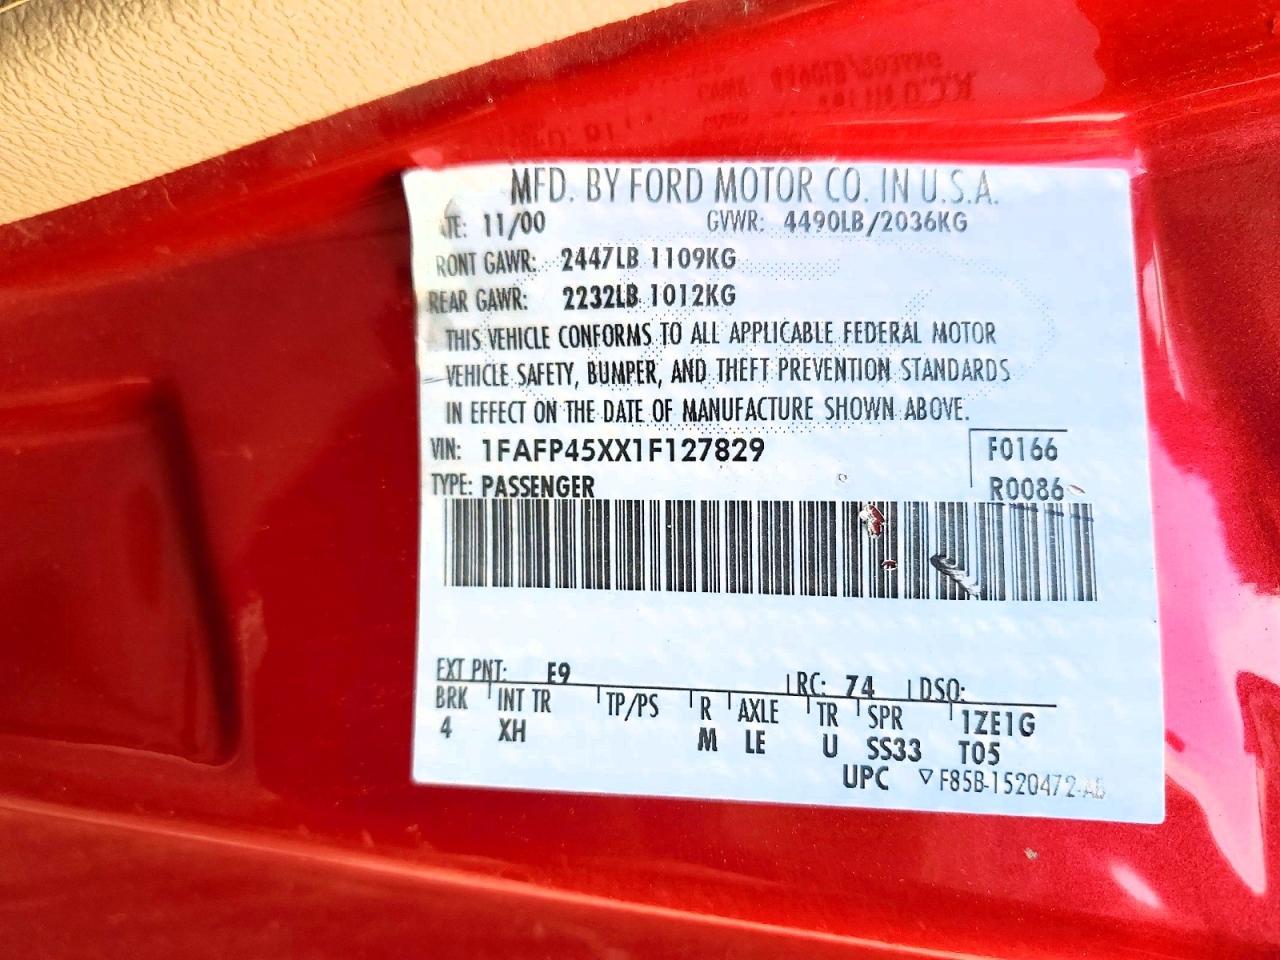 MFD. BY FORD MOTOR CO. IN U.S.A.
TE: 11/00 GVWR: 4490LB/2036KG
RONT GAWR: 2447LB 1109KG
REAR GAWR: 2232LB 1012KG
THIS VEHICLE CONFORMS TO ALL APPLICABLE FEDERAL MOTOR
VEHICLE SAFETY, BUMPER, AND THEFT PREVENTION STANDARDS
IN EFFECT ON THE DATE OF MANUFACTURE SHOWN ABOVE.
VIN: 1FAFP45XX1F127829 F0166
TYPE: PASSENGER R0086
EXT PNT: E9 RC: 74 DSO:
BRK INT TR TP/PS R AXLE TR SPR 1ZE1G
4 XH M LE U SS33 T05
UPC ▽ F85B-1520472-AB